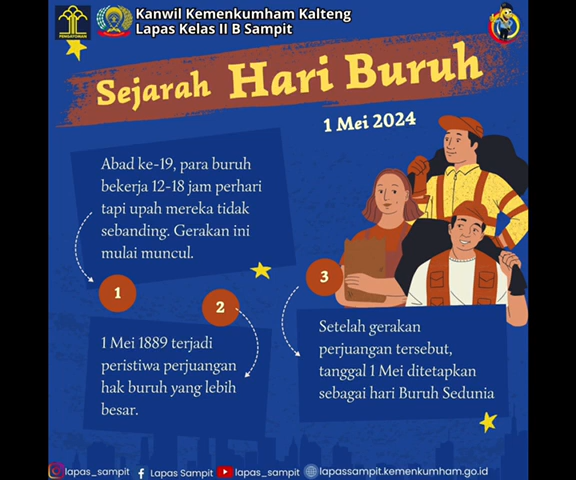 Kanwil Kemenkumham Kalteng
Lapas Kelas II B Sampit
PENGAYOMAN
Sejarah Hari Buruh
1 Mei 2024
Abad ke-19, para buruh
bekerja 12-18 jam perhari
tapi upah mereka tidak
sebanding. Gerakan ini
mulai muncul.
1
2
1 Mei 1889 terjadi
peristiwa perjuangan
hak buruh yang lebih
besar.
3
Setelah gerakan
perjuangan tersebut,
tanggal 1 Mei ditetapkan
sebagai hari Buruh Sedunia
lapas_sampit Lapas Sampit lapas_sampit lapassampit.kemenkumham.go.id